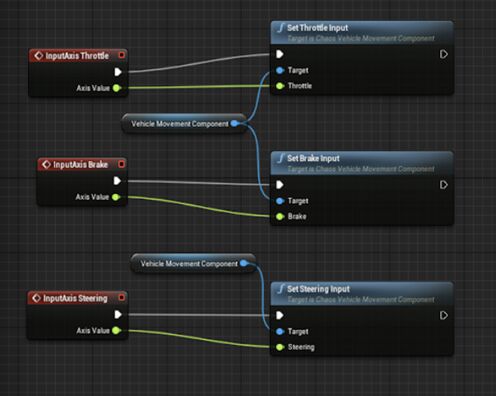 Set Throttle Input
Target is Chaos Vehicle Movement Component
InputAxis Throttle
Target
Axis Value
Throttle
Vehicle Movement Component
Set Brake Input
Target is Chaos Vehicle Movement Component
InputAxis Brake
Target
Axis Value
Brake
Vehicle Movement Component
Set Steering Input
Target is Chaos Vehicle Movement Component
InputAxis Steering
Target
Axis Value
Steering